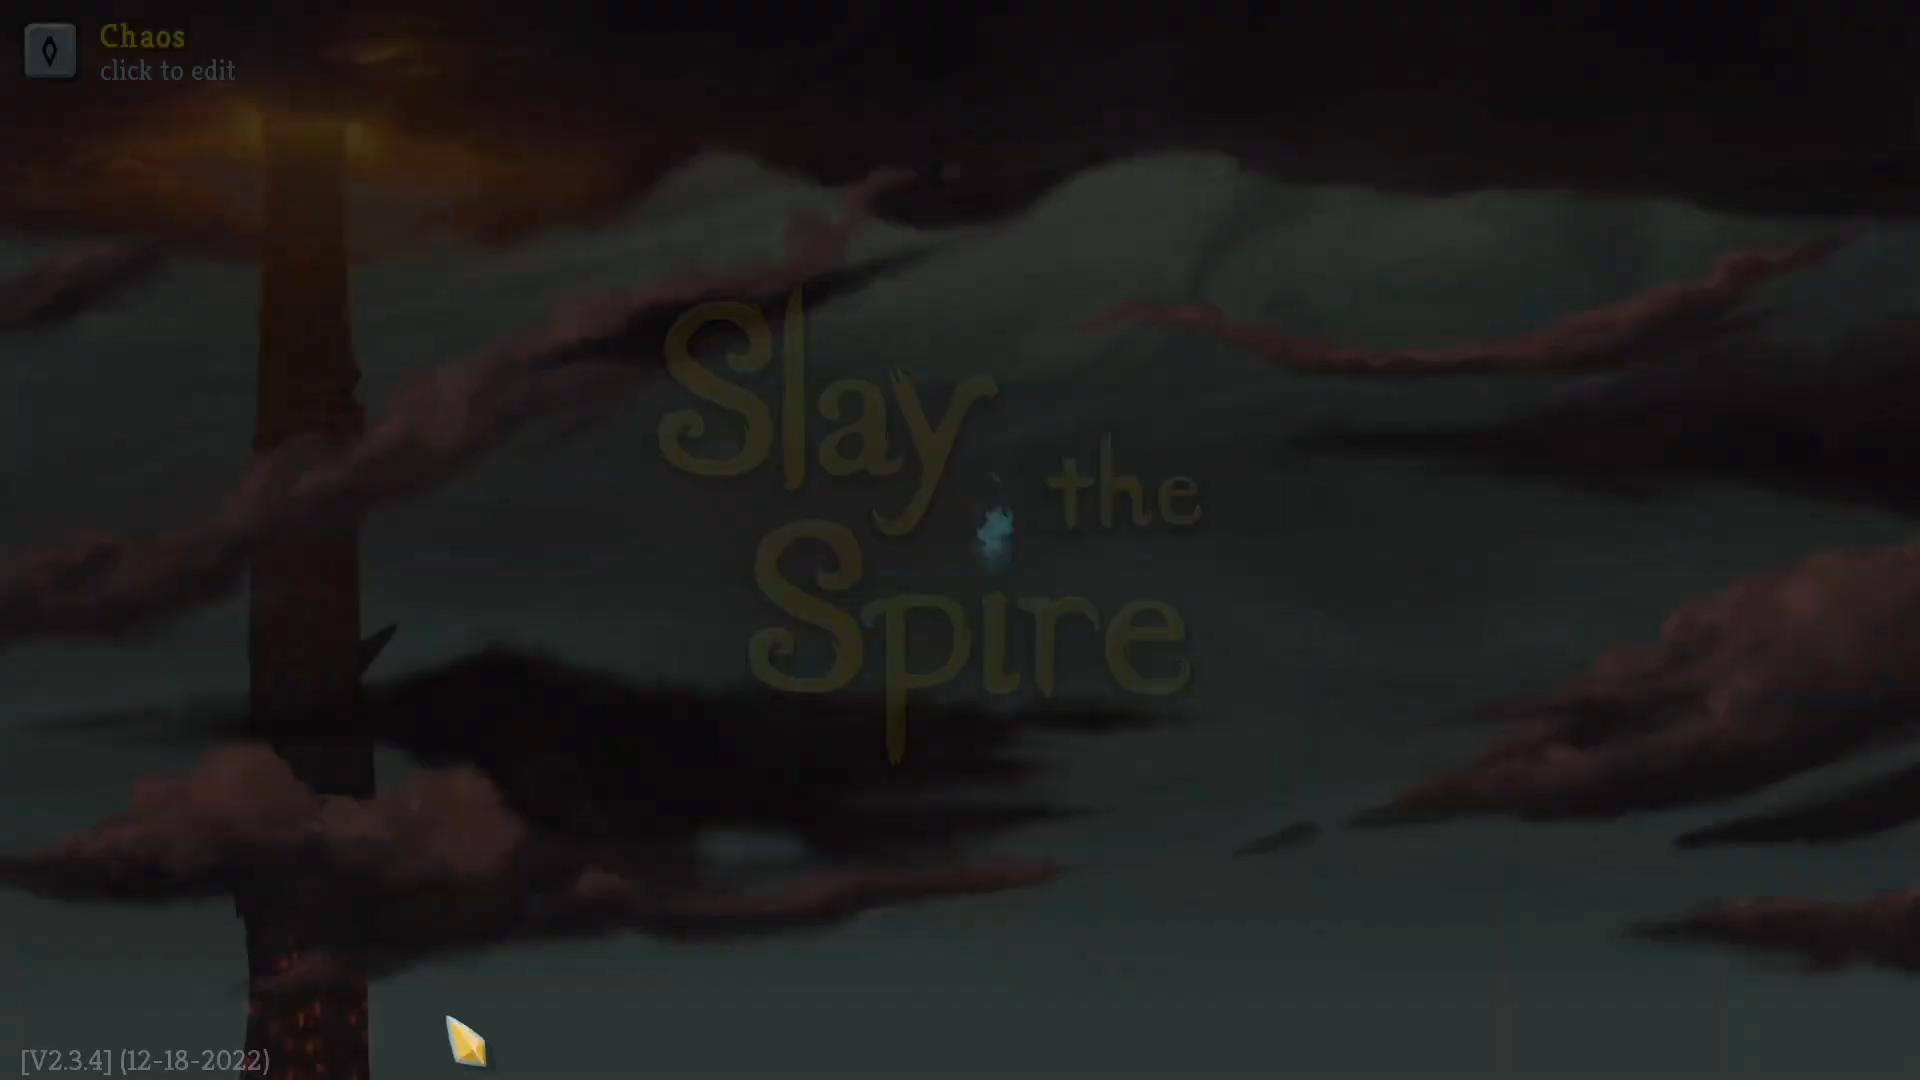 Chaos
click to edit
Slay
the
Spire
[V2.3.4] (12-18-2022)